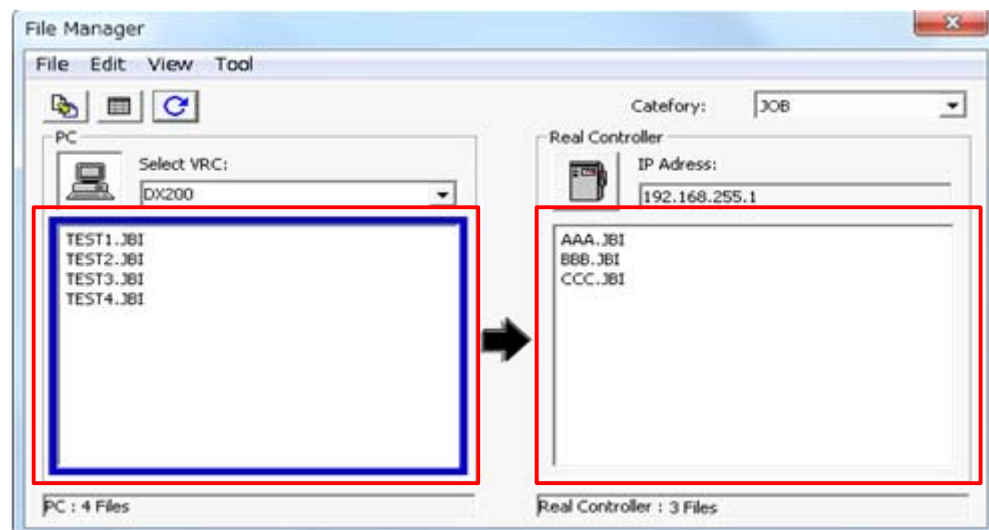 File Manager
File Edit View Tool
Catefory: JOB
PC
Select VRC:
DX200
TEST1.JBI
TEST2.JBI
TEST3.JBI
TEST4.JBI
PC : 4 Files
Real Controller
IP Adress:
192.168.255.1
AAA.JBI
BBB.JBI
CCC.JBI
Real Controller : 3 Files